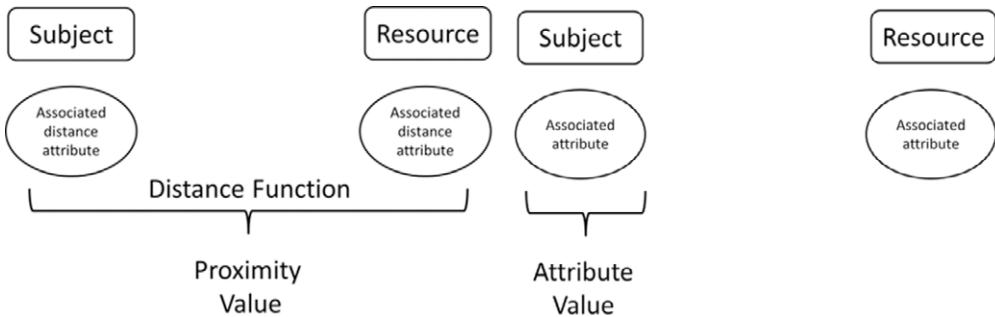 Subject
Resource
Subject
Resource
Associated
distance
attribute
Associated
distance
attribute
Associated
attribute
Associated
attribute
Distance Function
Proximity
Value
Attribute
Value